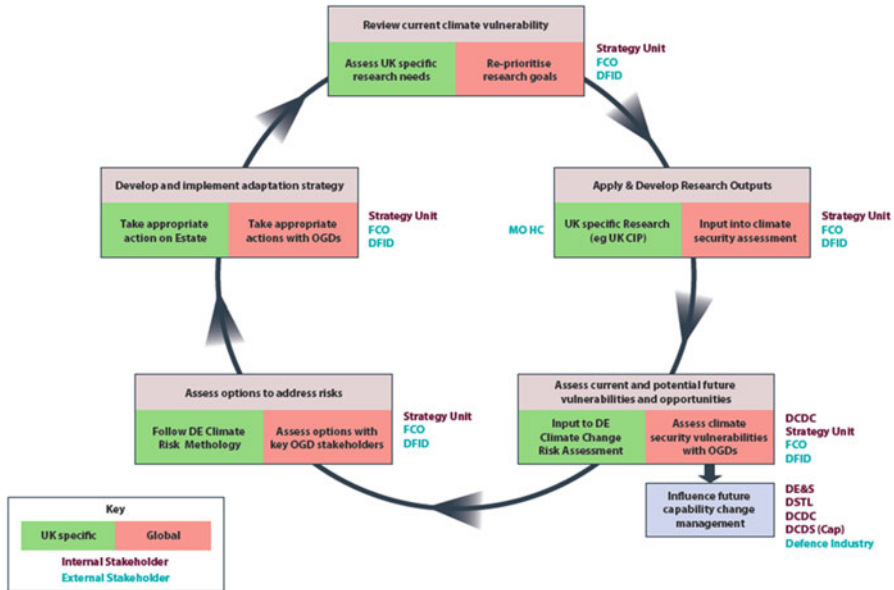 Review current climate vulnerability
Assess UK specific
research needs
Re-prioritise
research goals
Strategy Unit
FCO
DFID
Apply & Develop Research Outputs
MO HC
UK specific Research
(eg UK CIP)
Input into climate
security assessment
Strategy Unit
FCO
DFID
Assess current and potential future
vulnerabilities and opportunities
Input to DE
Climate Change
Risk Assessment
Assess climate
security vulnerabilities
with OGDs
DCDC
Strategy Unit
FCO
DFID
Influence future
capability change
management
DE&S
DSTL
DCDC
DCDS (Cap)
Defence Industry
Assess options to address risks
Follow DE Climate
Risk Methology
Assess options with
key OGD stakeholders
Strategy Unit
FCO
DFID
Develop and implement adaptation strategy
Take appropriate
action on Estate
Take appropriate
actions with OGDs
Strategy Unit
FCO
DFID
Key
UK specific
Global
Internal Stakeholder
External Stakeholder